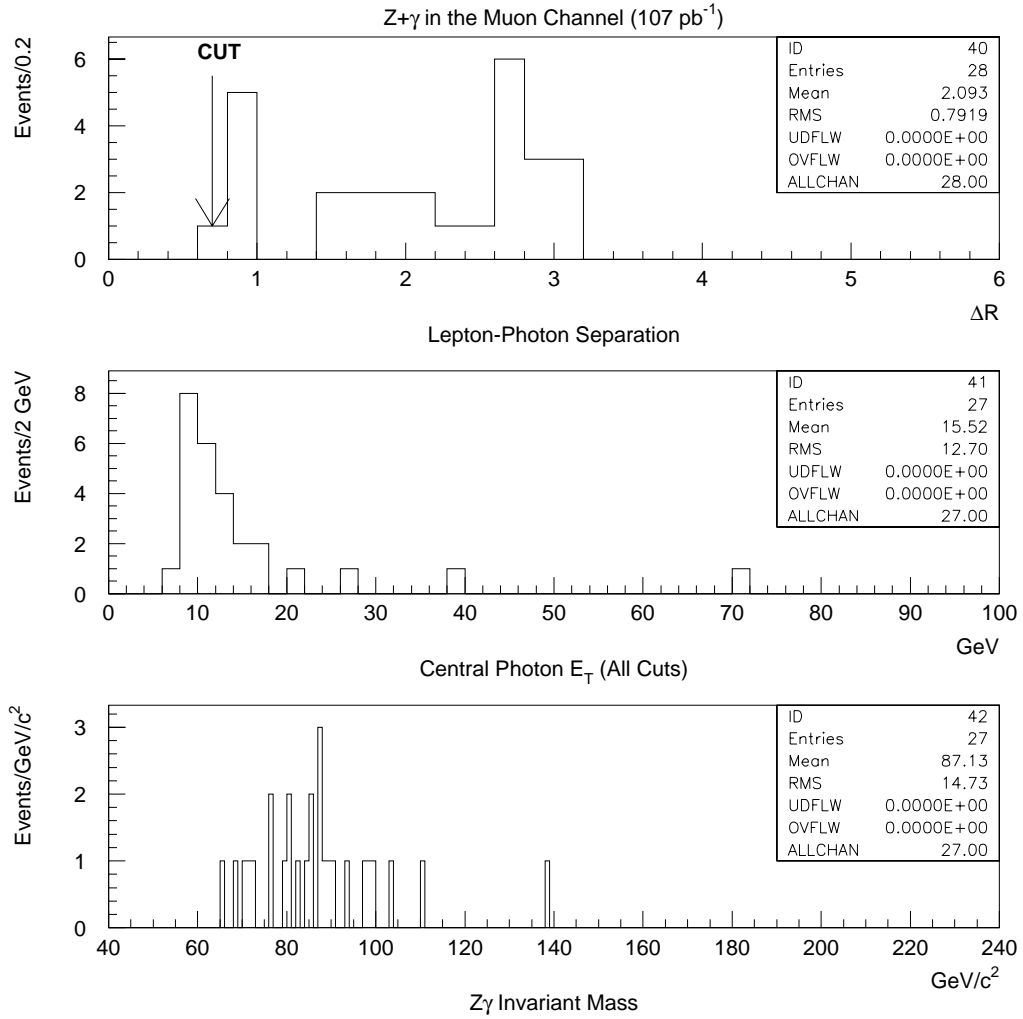 Z+γ in the Muon Channel (107 pb⁻¹)
Events/0.2
CUT
ID 40
Entries 28
Mean 2.093
RMS 0.7919
UDFLW 0.0000E+00
OVFLW 0.0000E+00
ALLCHAN 28.00
6
4
2
0
0 1 2 3 4 5 6
ΔR
Lepton-Photon Separation
Events/2 GeV
ID 41
Entries 27
Mean 15.52
RMS 12.70
UDFLW 0.0000E+00
OVFLW 0.0000E+00
ALLCHAN 27.00
8
6
4
2
0
0 10 20 30 40 50 60 70 80 90 100
GeV
Central Photon E_T (All Cuts)
Events/GeV/c²
ID 42
Entries 27
Mean 87.13
RMS 14.73
UDFLW 0.0000E+00
OVFLW 0.0000E+00
ALLCHAN 27.00
3
2
1
0
40 60 80 100 120 140 160 180 200 220 240
GeV/c²
Zγ Invariant Mass